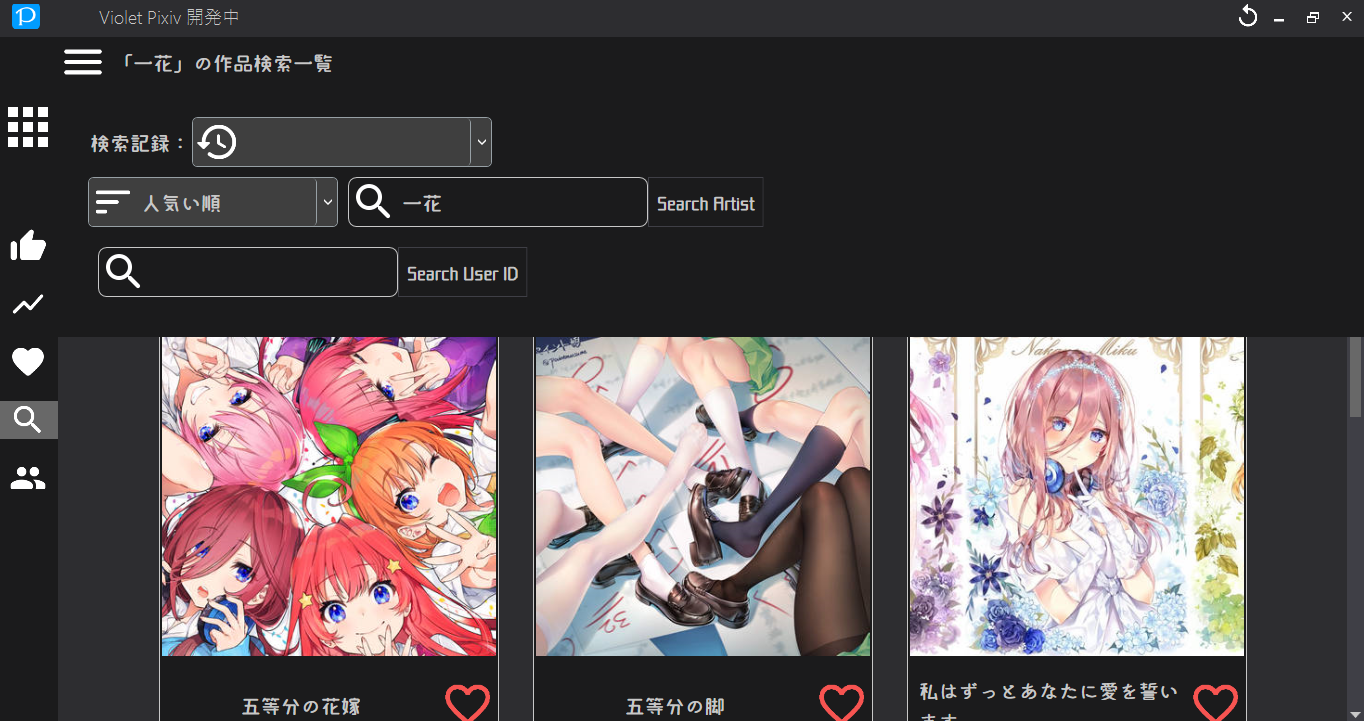 Violet Pixiv 開発中
「一花」の作品検索一覧
検索記録：
人気い順
一花
Search Artist
Search User ID
Nakano Miku
五等分の花嫁
五等分の脚
私はずっとあなたに愛を誓い
ます